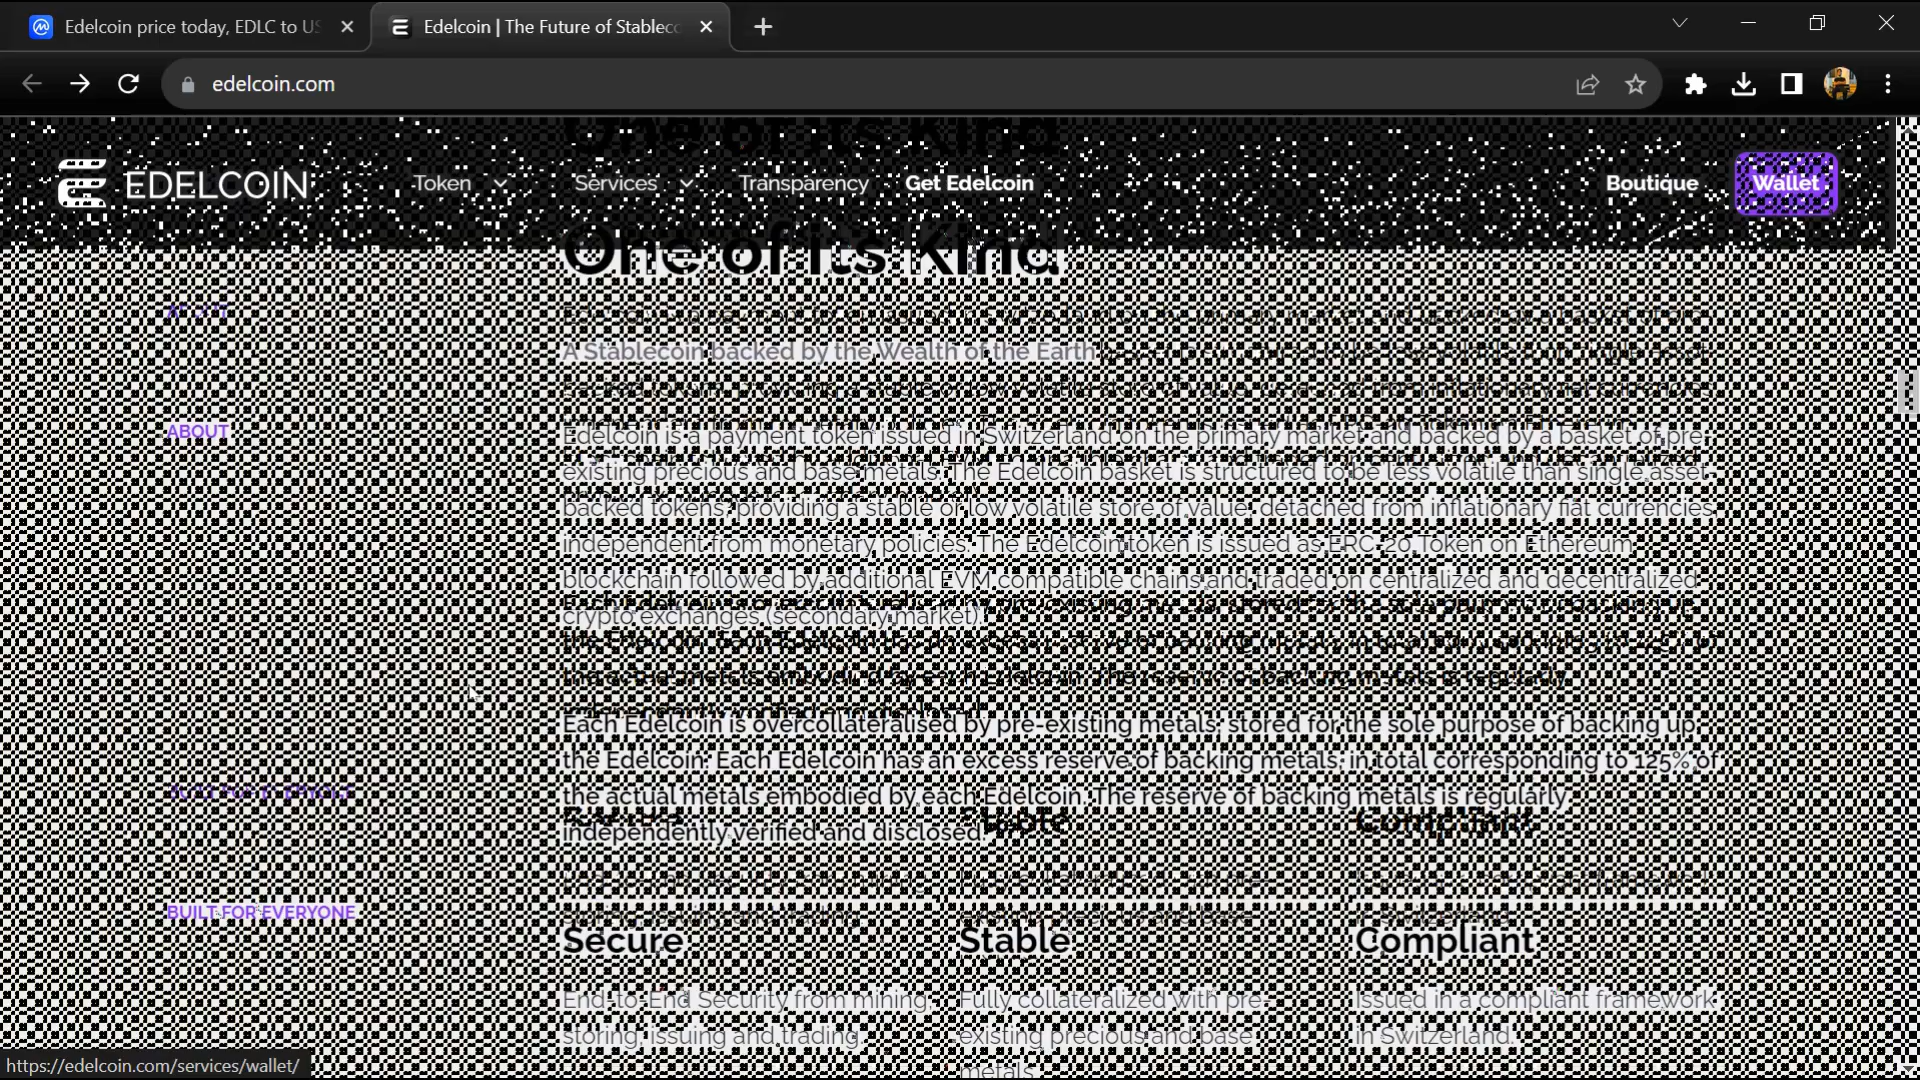 Edelcoin price today, EDLC to US
Edelcoin | The Future of Stablec
edelcoin.com
One of its Kind
EDELCOIN
Token
Services
Transparency
Get Edelcoin
Boutique
Wallet
One of its Kind
A Stablecoin backed by the Wealth of the Earth
ABOUT
Edelcoin is a payment token issued in Switzerland on the primary market and backed by a basket of pre-
existing precious and base metals. The Edelcoin basket is structured to be less volatile than single asset-
backed tokens, providing a stable or low volatile store of value, detached from inflationary fiat currencies
independent from monetary policies. The Edelcoin token is issued as ERC-20 Token on Ethereum
blockchain followed by additional EVM compatible chains and traded on centralized and decentralized
crypto exchanges (secondary market).
Each Edelcoin is overcollateralised by pre-existing metals, stored for the sole purpose of backing up
the Edelcoin. Each Edelcoin has an excess reserve of backing metals, in total corresponding to 125% of
the actual metals embodied by each Edelcoin. The reserve of backing metals is regularly
independently verified and disclosed.
BUILT FOR EVERYONE
Secure
Stable
Compliant
End-to-End Security from mining,
storing, issuing and trading.
Fully collateralized with pre-
existing precious and base
metals.
Issued in a compliant framework
in Switzerland.
https://edelcoin.com/services/wallet/